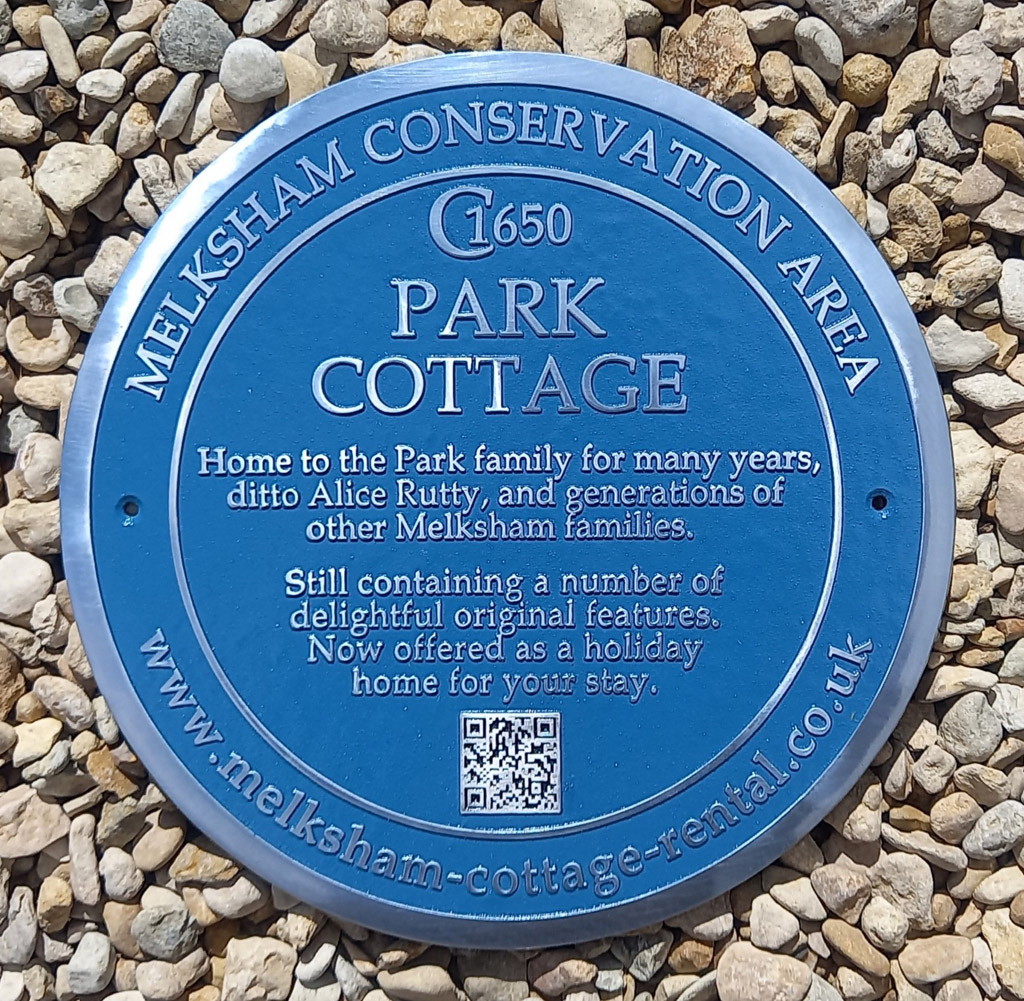 MELKSHAM CONSERVATION AREA
C1650
PARK
COTTAGE
Home to the Park family for many years,
ditto Alice Rutty, and generations of
other Melksham families.
Still containing a number of
delightful original features.
Now offered as a holiday
home for your stay.
www.melksham-cottage-rental.co.uk